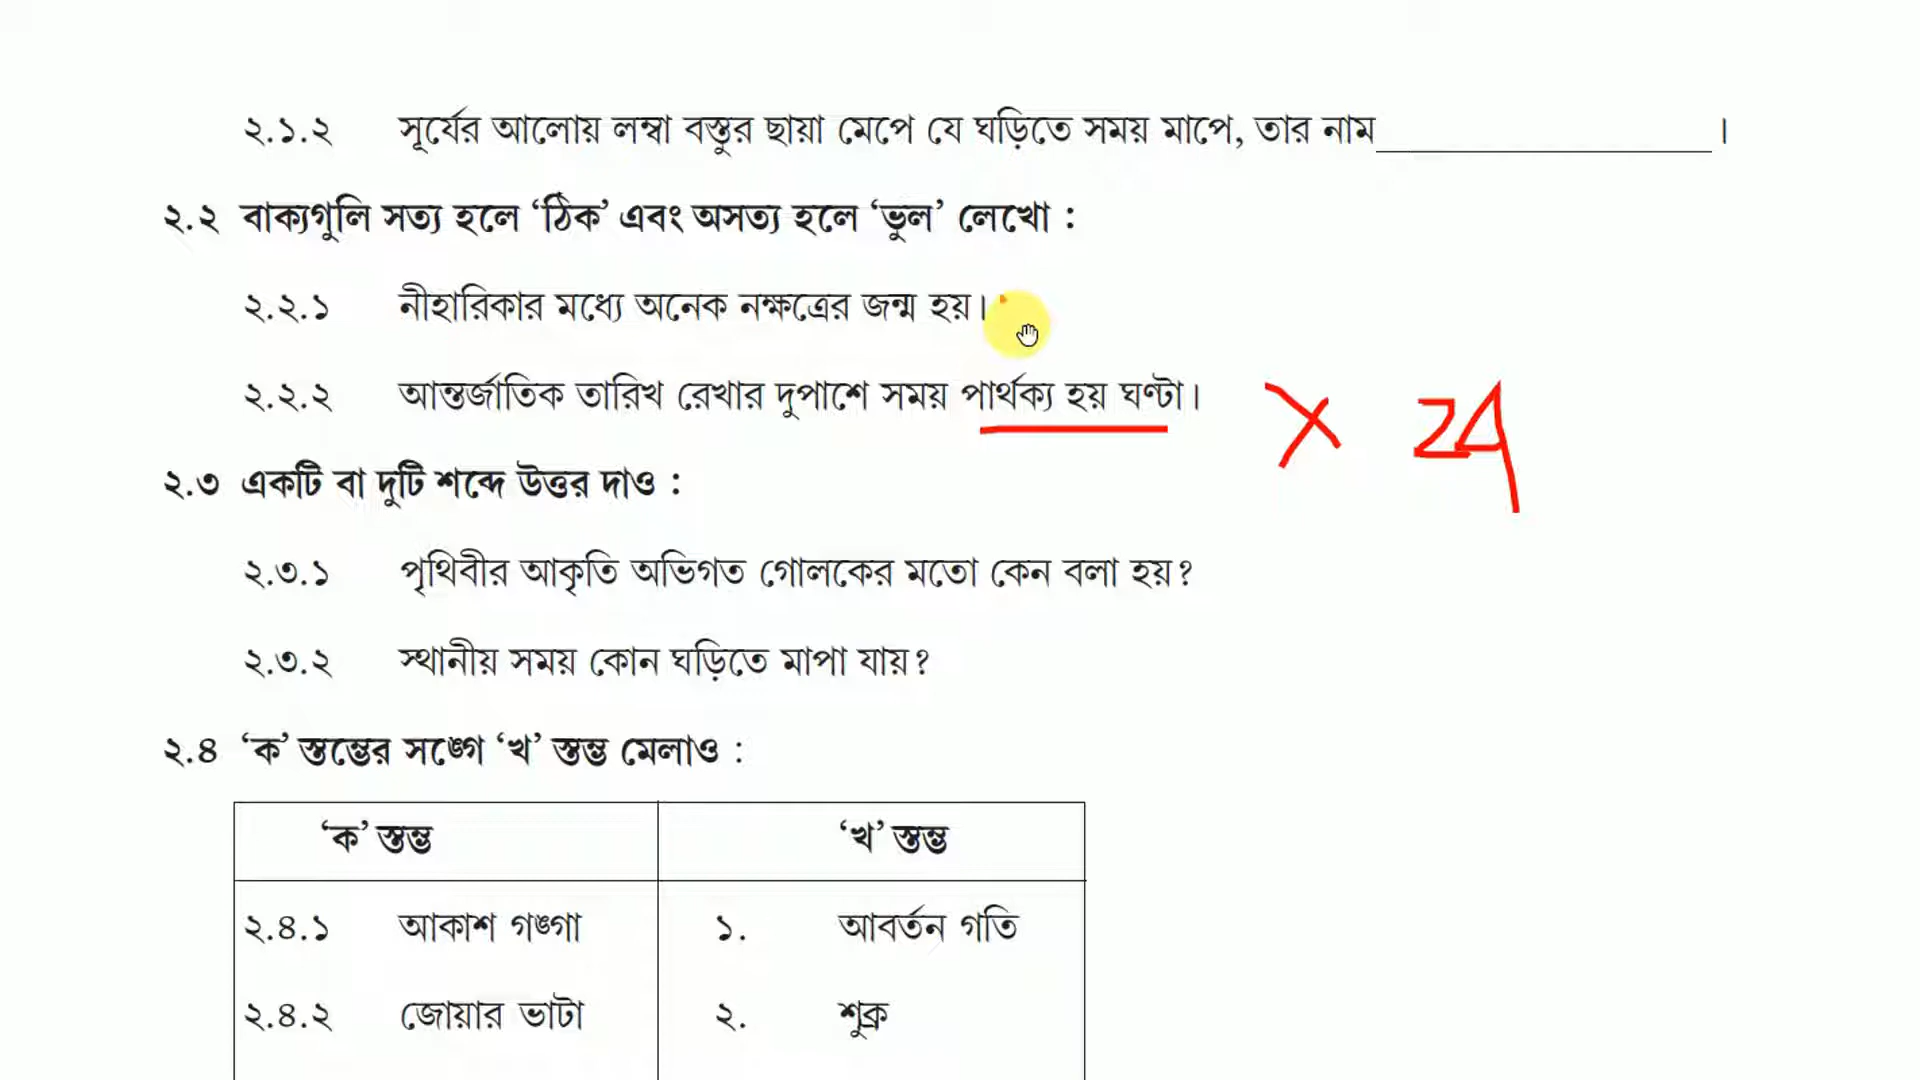 ২.১.২ সূর্যের আলোয় লম্বা বস্তুর ছায়া মেপে যে ঘড়িতে সময় মাপে, তার নাম____________________ ।
২.২ বাক্যগুলি সত্য হলে ‘ঠিক’ এবং অসত্য হলে ‘ভুল’ লেখো :
২.২.১ নীহারিকার মধ্যে অনেক নক্ষত্রের জন্ম হয়।
২.২.২ আন্তর্জাতিক তারিখ রেখার দুপাশে সময় পার্থক্য হয় ঘণ্টা। X 24
২.৩ একটি বা দুটি শব্দে উত্তর দাও :
২.৩.১ পৃথিবীর আকৃতি অভিগত গোলকের মতো কেন বলা হয়?
২.৩.২ স্থানীয় সময় কোন ঘড়িতে মাপা যায়?
২.৪ ‘ক’ স্তম্ভের সঙ্গে ‘খ’ স্তম্ভ মেলাও :
‘ক’ স্তম্ভ ‘খ’ স্তম্ভ
২.৪.১ আকাশ গঙ্গা ১. আবর্তন গতি
২.৪.২ জোয়ার ভাটা ২. শুক্র